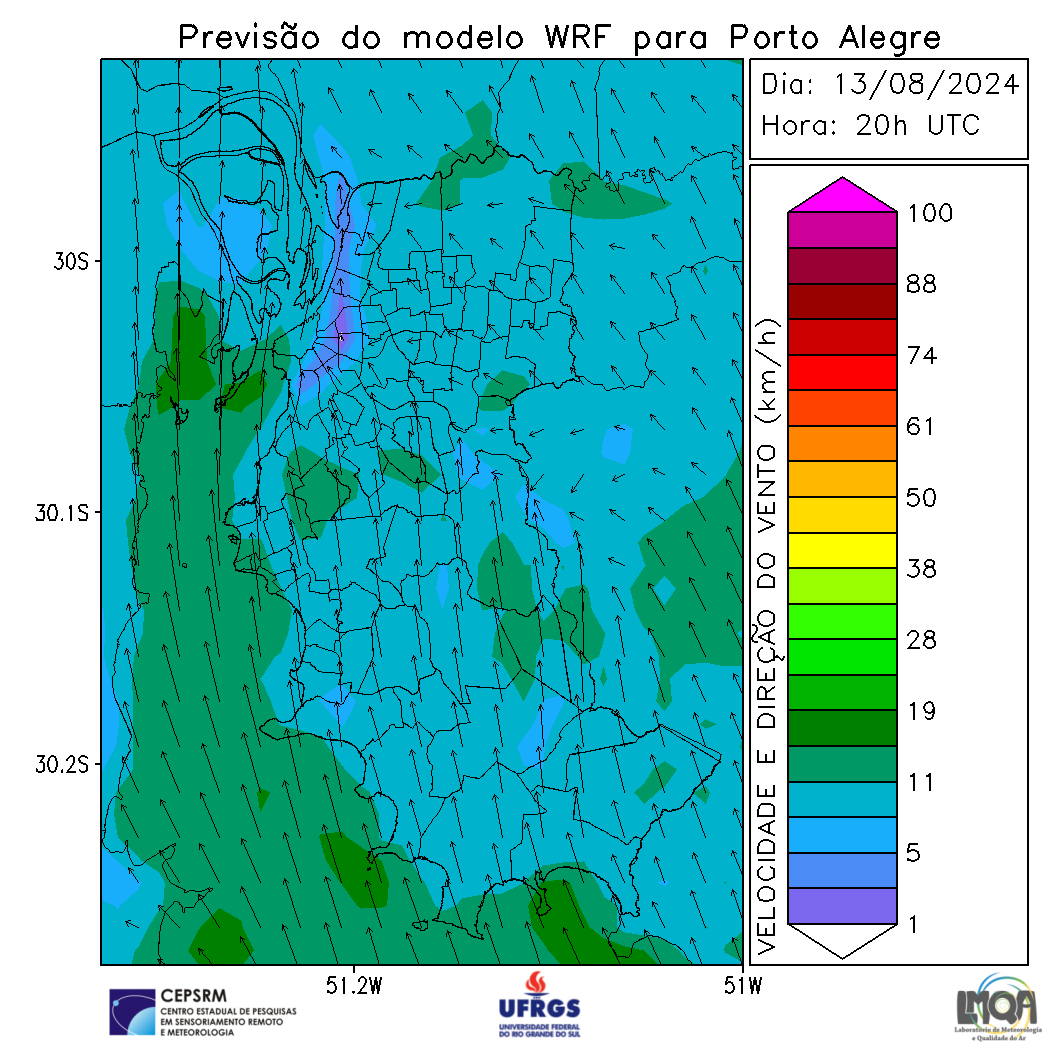 Previsão do modelo WRF para Porto Alegre
Dia: 13/08/2024
Hora: 20h UTC
30S
30.1S
30.2S
51.2W
51W
VELOCIDADE E DIREÇÃO DO VENTO (km/h)
100
88
74
61
50
38
28
19
11
5
1
CEPSRM
CENTRO ESTADUAL DE PESQUISAS
EM SENSORIAMENTO REMOTO
E METEOROLOGIA
UFRGS
UNIVERSIDADE FEDERAL
DO RIO GRANDE DO SUL
LMQA
Laboratório de Meteorologia
e Qualidade do Ar